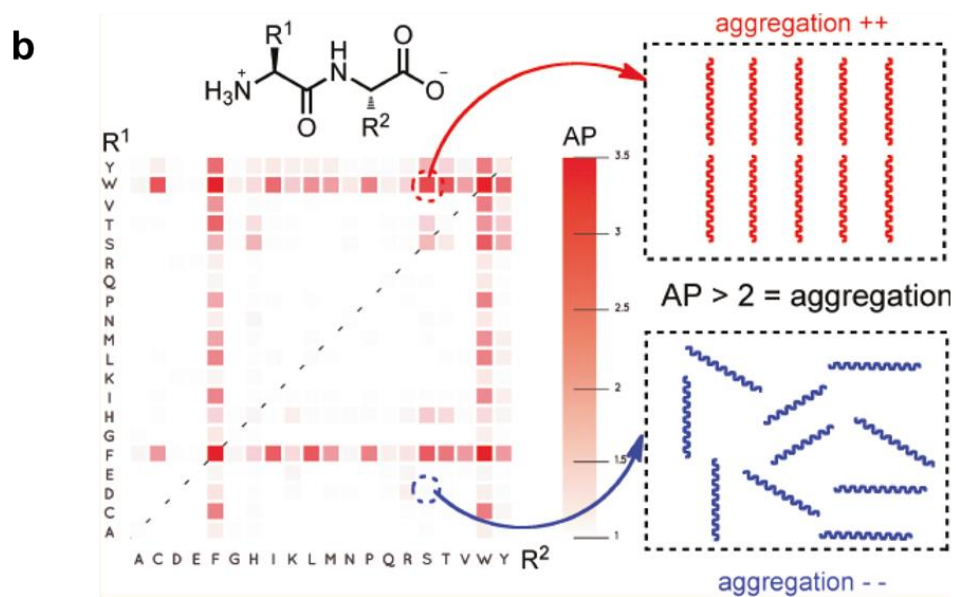 b
aggregation ++
R¹
H₃N⁺
H
N
O
O
O⁻
R²
R¹
AP
Y
W
V
T
S
R
Q
P
N
M
L
K
I
H
G
F
E
D
C
A
A C D E F G H I K L M N P Q R S T V W Y R²
3.5
3
2.5
2
1.5
1
AP > 2 = aggregation
aggregation - -